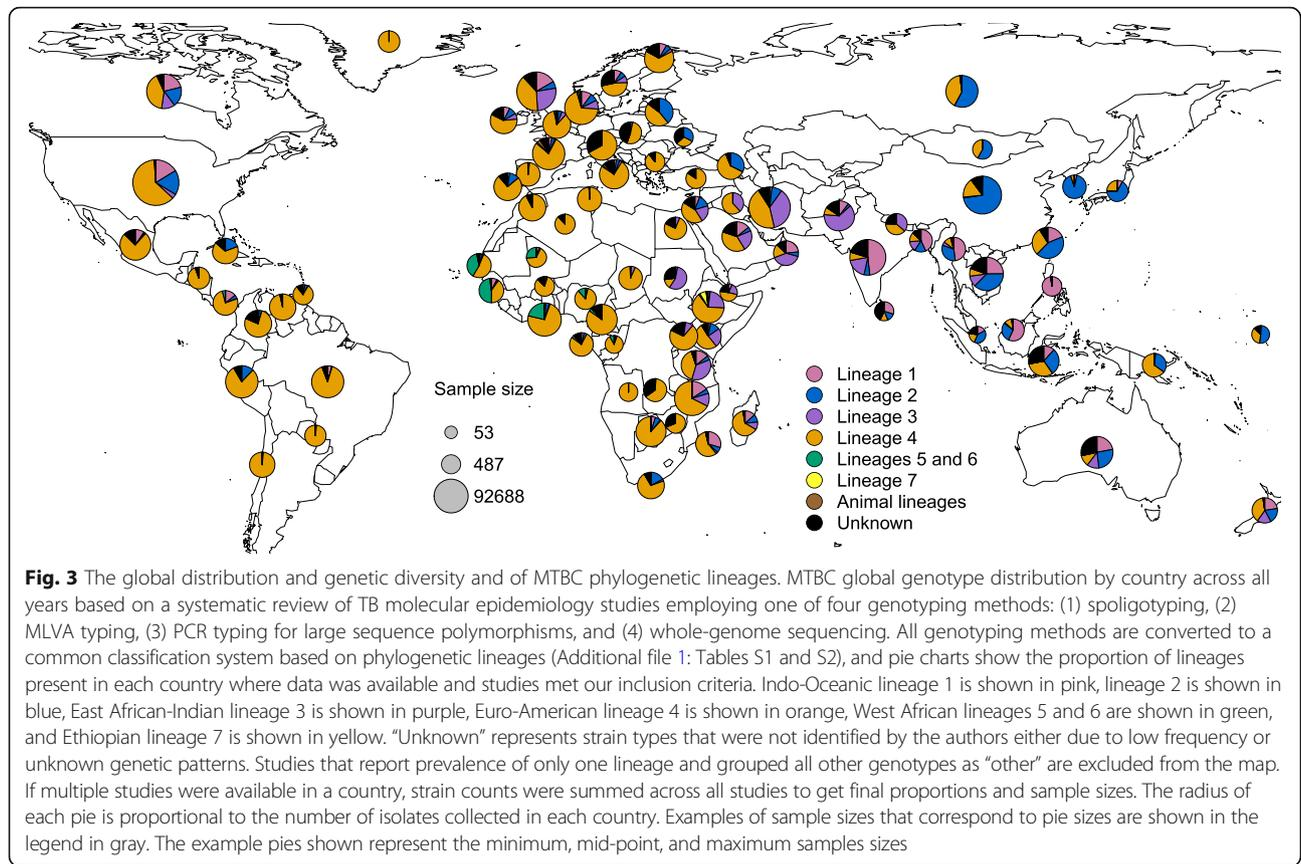 Sample size
53
487
92688
Lineage 1
Lineage 2
Lineage 3
Lineage 4
Lineages 5 and 6
Lineage 7
Animal lineages
Unknown
Fig. 3 The global distribution and genetic diversity and of MTBC phylogenetic lineages. MTBC global genotype distribution by country across all
years based on a systematic review of TB molecular epidemiology studies employing one of four genotyping methods: (1) spoligotyping, (2)
MLVA typing, (3) PCR typing for large sequence polymorphisms, and (4) whole-genome sequencing. All genotyping methods are converted to a
common classification system based on phylogenetic lineages (Additional file 1: Tables S1 and S2), and pie charts show the proportion of lineages
present in each country where data was available and studies met our inclusion criteria. Indo-Oceanic lineage 1 is shown in pink, lineage 2 is shown in
blue, East African-Indian lineage 3 is shown in purple, Euro-American lineage 4 is shown in orange, West African lineages 5 and 6 are shown in green,
and Ethiopian lineage 7 is shown in yellow. “Unknown” represents strain types that were not identified by the authors either due to low frequency or
unknown genetic patterns. Studies that report prevalence of only one lineage and grouped all other genotypes as “other” are excluded from the map.
If multiple studies were available in a country, strain counts were summed across all studies to get final proportions and sample sizes. The radius of
each pie is proportional to the number of isolates collected in each country. Examples of sample sizes that correspond to pie sizes are shown in the
legend in gray. The example pies shown represent the minimum, mid-point, and maximum samples sizes